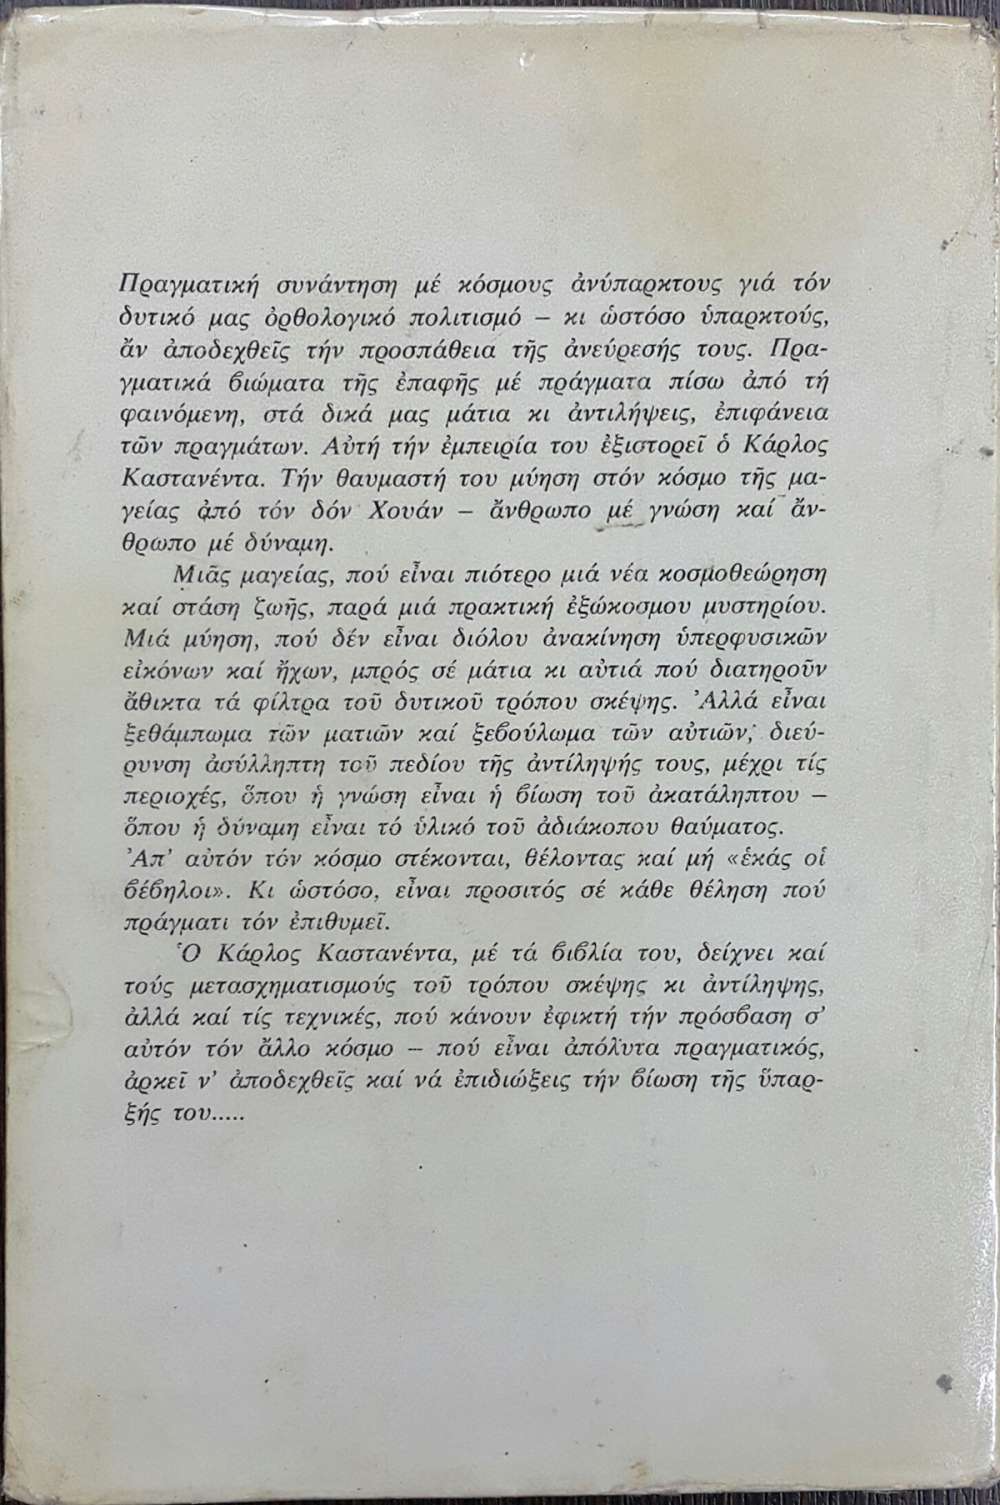 Πραγματική συνάντηση μέ κόσμους ἀνύπαρκτους γιά τόν
δυτικό μας ὀρθολογικό πολιτισμό – κι ὡστόσο ὑπαρκτούς,
ἄν ἀποδεχθεῖς τήν προσπάθεια τῆς ἀνεύρεσής τους. Πρα-
γματικά βιώματα τῆς ἐπαφῆς μέ πράγματα πίσω ἀπό τή
φαινόμενη, στά δικά μας μάτια κι ἀντιλήψεις, ἐπιφάνεια
τῶν πραγμάτων. Αὐτή τήν ἐμπειρία του ἐξιστορεῖ ὁ Κάρλος
Καστανέντα. Τήν θαυμαστή του μύηση στόν κόσμο τῆς μα-
γείας ἀπό τόν δόν Χουάν – ἄνθρωπο μέ γνώση καί ἄν-
θρωπο μέ δύναμη.
Μιᾶς μαγείας, πού εἶναι πιότερο μιά νέα κοσμοθεώρηση
καί στάση ζωῆς, παρά μιά πρακτική ἐξώκοσμου μυστηρίου.
Μιά μύηση, πού δέν εἶναι διόλου ἀνακίνηση ὑπερφυσικῶν
εἰκόνων καί ἤχων, μπρός σέ μάτια κι αὐτιά πού διατηροῦν
ἄθικτα τά φίλτρα τοῦ δυτικοῦ τρόπου σκέψης. Ἀλλά εἶναι
ξεθάμπωμα τῶν ματιῶν καί ξεβούλωμα τῶν αὐτιῶν, διεύ-
ρυνση ἀσύλληπτη τοῦ πεδίου τῆς ἀντίληψής τους, μέχρι τίς
περιοχές, ὅπου ἡ γνώση εἶναι ἡ βίωση τοῦ ἀκατάληπτου –
ὅπου ἡ δύναμη εἶναι τό ὑλικό τοῦ ἀδιάκοπου θαύματος.
Ἀπ' αὐτόν τόν κόσμο στέκονται, θέλοντας καί μή «ἑκάς οἱ
βέβηλοι». Κι ὡστόσο, εἶναι προσιτός σέ κάθε θέληση πού
πράγματι τόν ἐπιθυμεῖ.
Ὁ Κάρλος Καστανέντα, μέ τά βιβλία του, δείχνει καί
τούς μετασχηματισμούς τοῦ τρόπου σκέψης κι ἀντίληψης,
ἀλλά καί τίς τεχνικές, πού κάνουν ἐφικτή τήν πρόσβαση σ'
αὐτόν τόν ἄλλο κόσμο – πού εἶναι ἀπόλυτα πραγματικός,
ἀρκεῖ ν' ἀποδεχθεῖς καί νά ἐπιδιώξεις τήν βίωση τῆς ὕπαρ-
ξής του.....